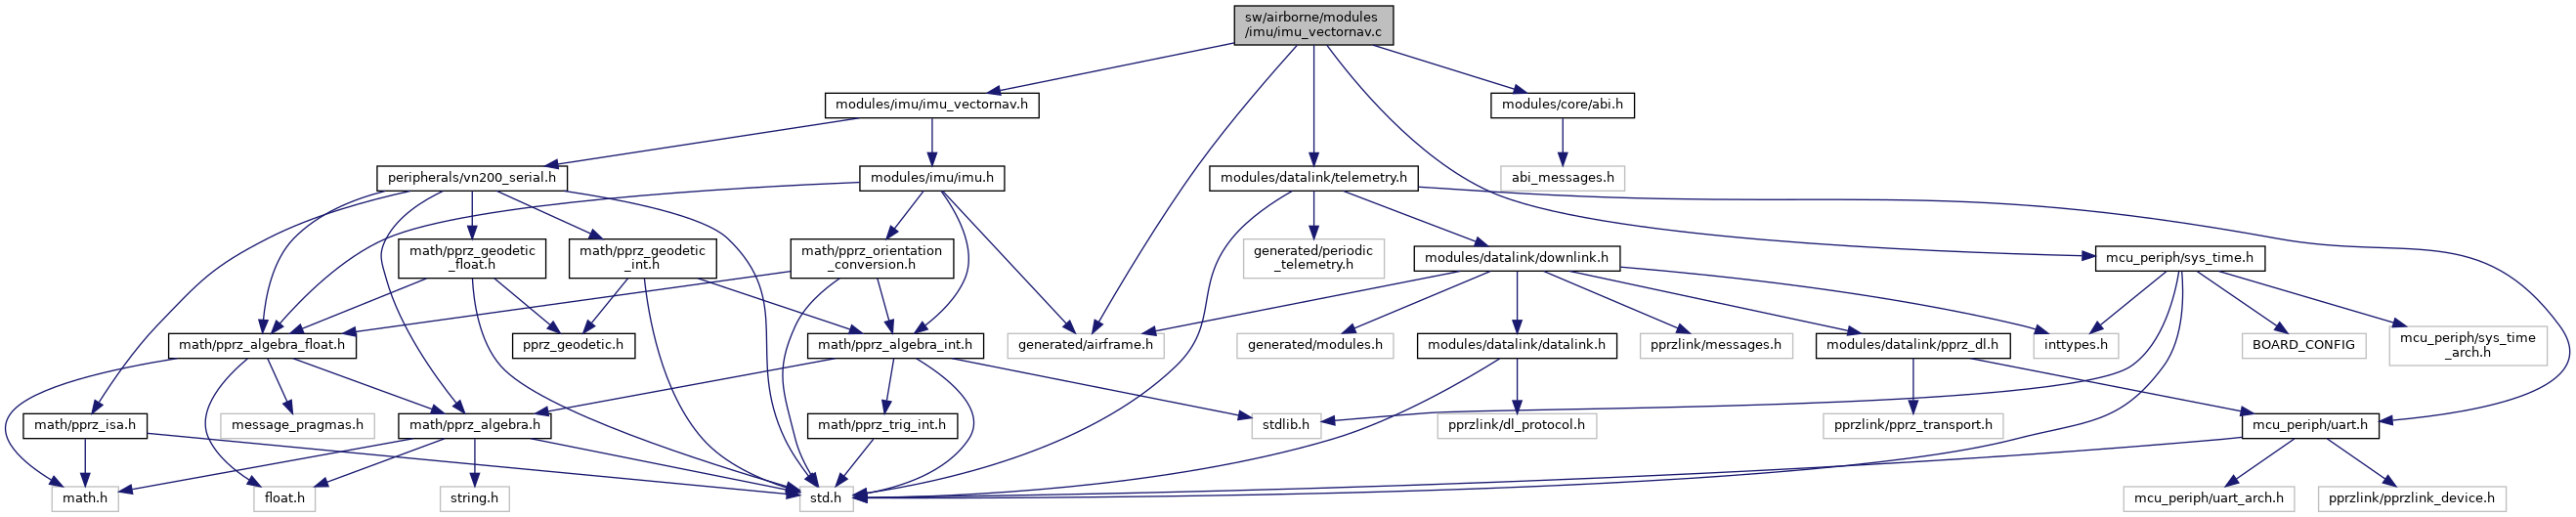 sw/airborne/modules
/imu/imu_vectornav.c
modules/imu/imu_vectornav.h
modules/core/abi.h
peripherals/vn200_serial.h
modules/imu/imu.h
modules/datalink/telemetry.h
abi_messages.h
math/pprz_geodetic
_float.h
math/pprz_geodetic
_int.h
math/pprz_orientation
_conversion.h
generated/periodic
_telemetry.h
modules/datalink/downlink.h
mcu_periph/sys_time.h
math/pprz_algebra_float.h
pprz_geodetic.h
math/pprz_algebra_int.h
generated/airframe.h
generated/modules.h
modules/datalink/datalink.h
pprzlink/messages.h
modules/datalink/pprz_dl.h
inttypes.h
BOARD_CONFIG
mcu_periph/sys_time
_arch.h
math/pprz_isa.h
message_pragmas.h
math/pprz_algebra.h
math/pprz_trig_int.h
stdlib.h
pprzlink/dl_protocol.h
pprzlink/pprz_transport.h
mcu_periph/uart.h
math.h
float.h
string.h
std.h
mcu_periph/uart_arch.h
pprzlink/pprzlink_device.h